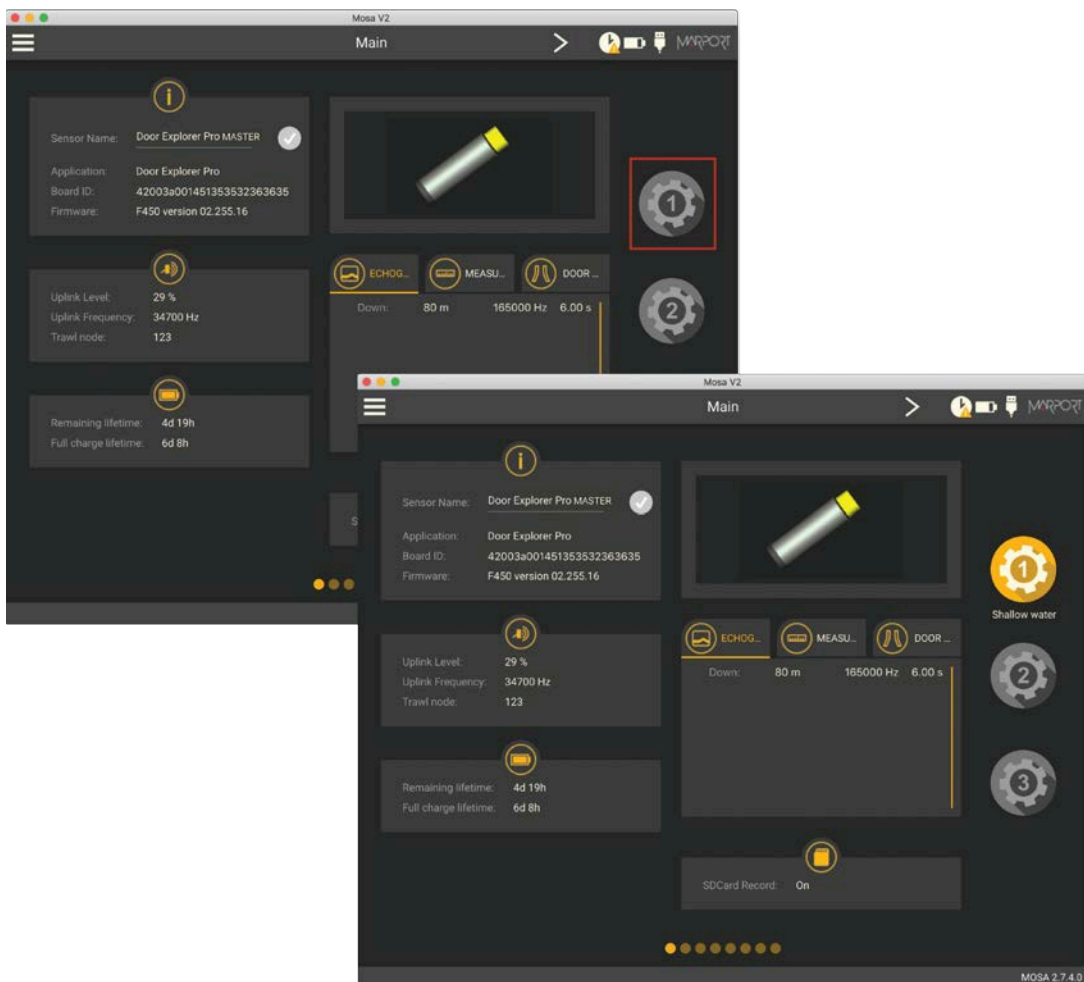 Mosa V2
Main
MARPORT
i
Sensor Name: Door Explorer Pro MASTER
Application: Door Explorer Pro
Board ID: 42003a001451353532363635
Firmware: F450 version 02.255.16
1
Uplink Level: 29 %
Uplink Frequency: 34700 Hz
Trawl node: 123
ECHOG... MEASU... DOOR ...
Down: 80 m 165000 Hz 6.00 s
2
Remaining lifetime: 4d 19h
Full charge lifetime: 6d 8h
S
Mosa V2
Main
MARPORT
i
Sensor Name: Door Explorer Pro MASTER
Application: Door Explorer Pro
Board ID: 42003a001451353532363635
Firmware: F450 version 02.255.16
1
Shallow water
Uplink Level: 29 %
Uplink Frequency: 34700 Hz
Trawl node: 123
ECHOG... MEASU... DOOR ...
Down: 80 m 165000 Hz 6.00 s
2
Remaining lifetime: 4d 19h
Full charge lifetime: 6d 8h
3
SDCard Record: On
MOSA 2.7.4.0